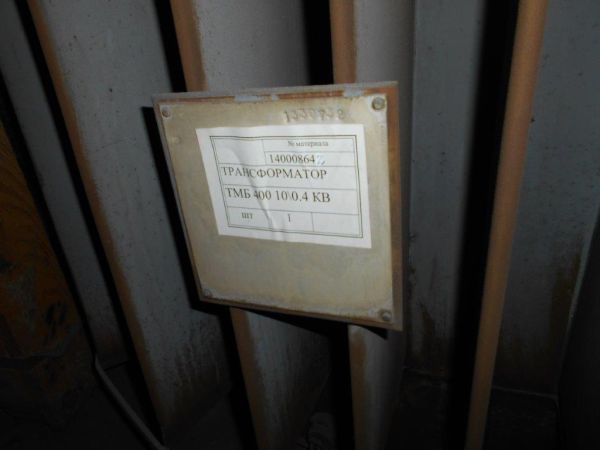 № материала
14000864
ТРАНСФОРМАТОР
ТМБ 400 10\0.4 КВ
шт 1